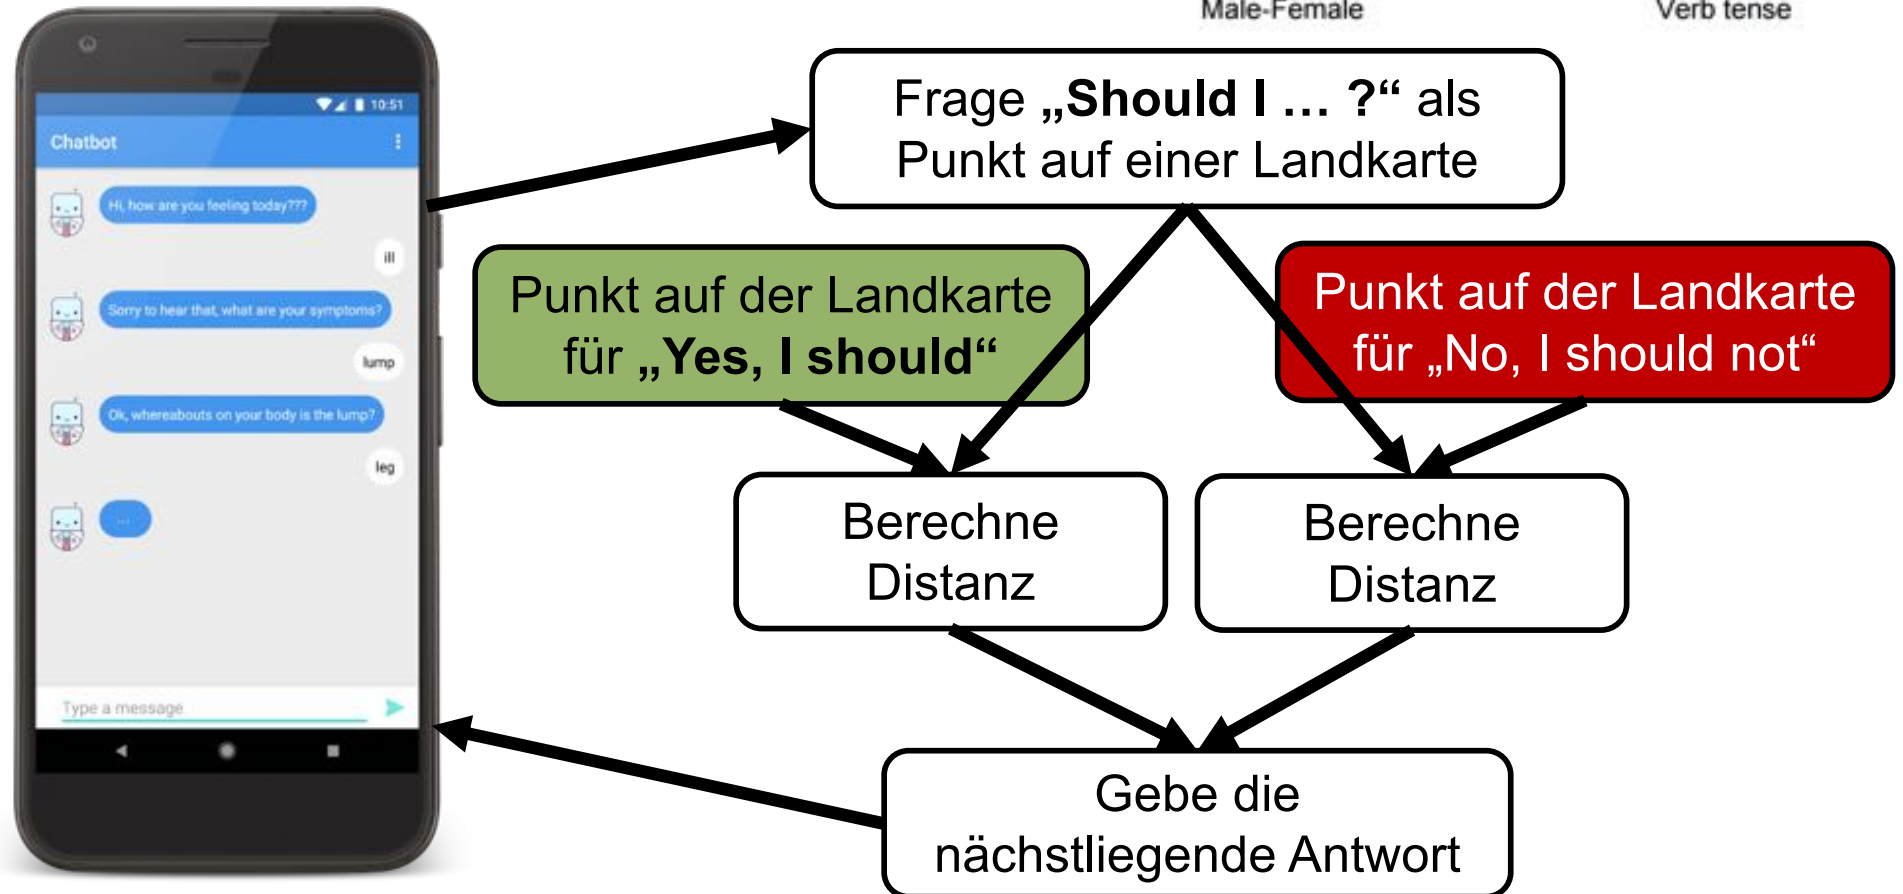 Male-Female
Verb tense
10:51
Chatbot
Hi, how are you feeling today???
ill
Sorry to hear that, what are your symptoms?
lump
Ok, whereabouts on your body is the lump?
leg
...
Type a message
Frage „Should I … ?“ als
Punkt auf einer Landkarte
Punkt auf der Landkarte
für „Yes, I should“
Punkt auf der Landkarte
für „No, I should not“
Berechne
Distanz
Berechne
Distanz
Gebe die
nächstliegende Antwort